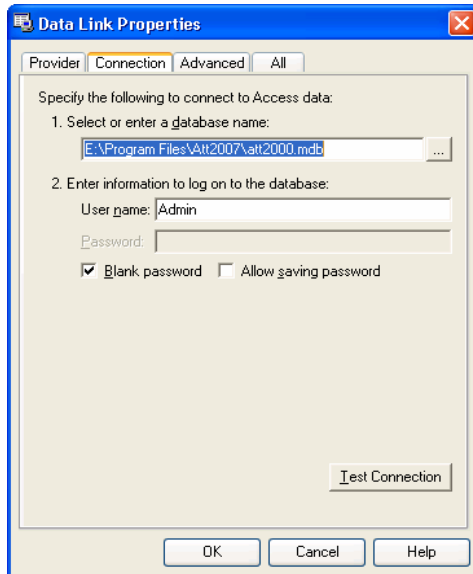 Data Link Properties
Provider Connection Advanced All
Specify the following to connect to Access data:
1. Select or enter a database name:
E:\Program Files\Att2007\att2000.mdb ...
2. Enter information to log on to the database:
User name: Admin
Password:
Blank password Allow saving password
Test Connection
OK Cancel Help